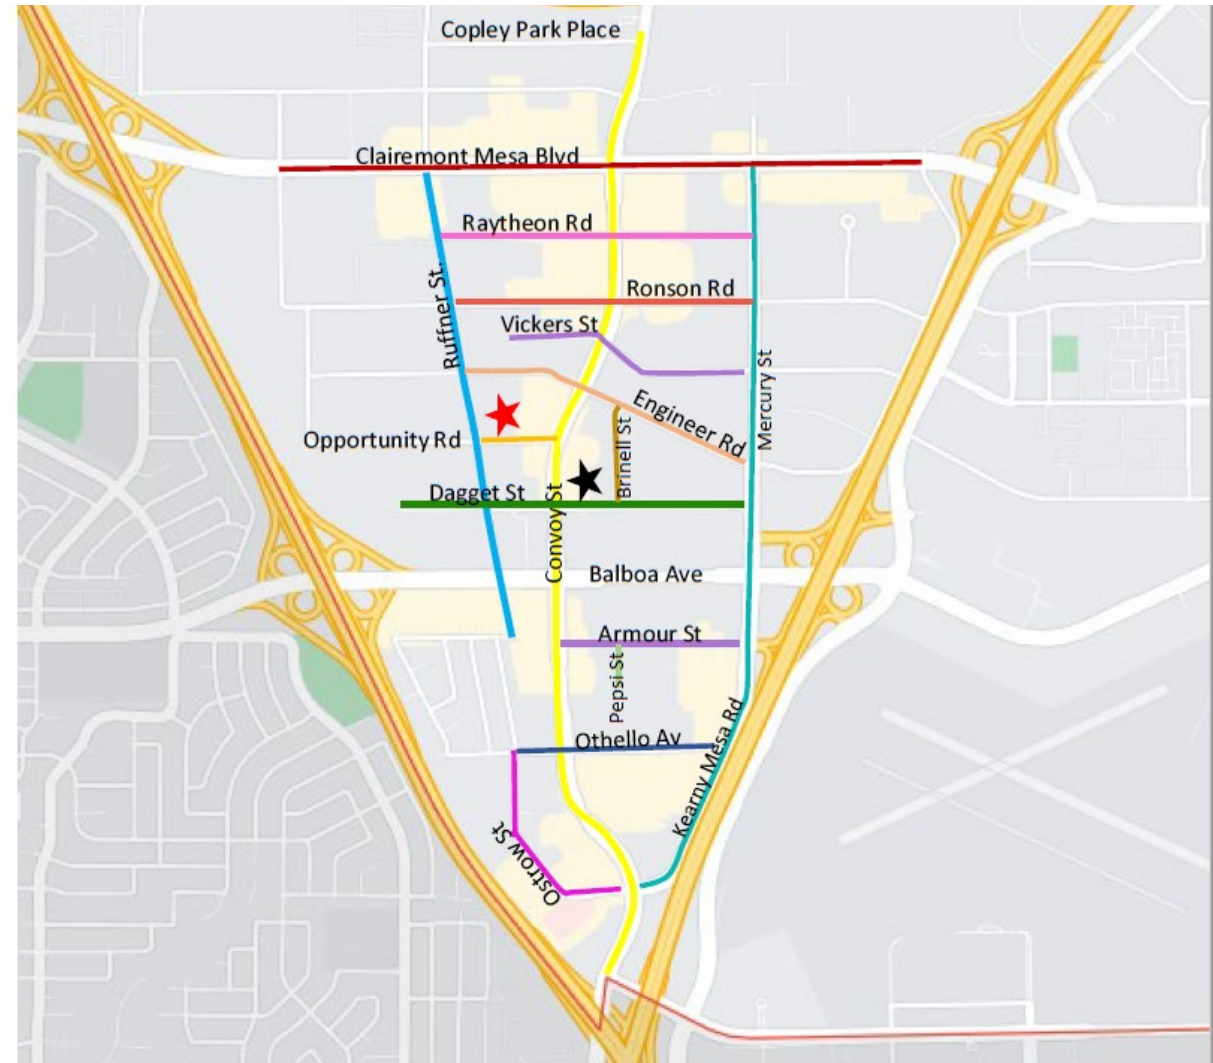 Copley Park Place
Clairemont Mesa Blvd
Raytheon Rd
Ruffner St.
Ronson Rd
Vickers St
Mercury St
Engineer Rd
Opportunity Rd
Brinell St
Dagget St
Convoy St
Balboa Ave
Armour St
Pepsi St
Othello Av
Kearny Mesa Rd
Ostrow St